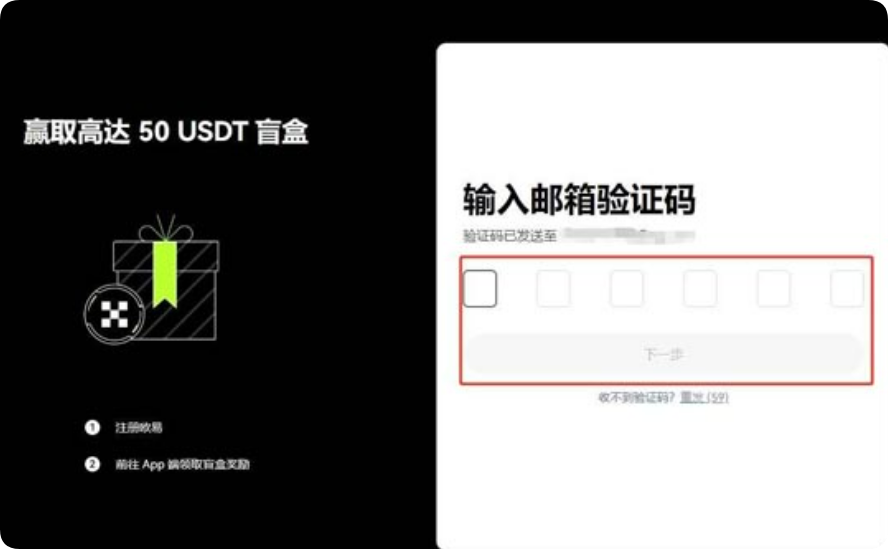 赢取高达 50 USDT 盲盒
1 注册欧易
2 前往 App 端领取盲盒奖励
输入邮箱验证码
验证码已发送至
下一步
收不到验证码？重发 (59)